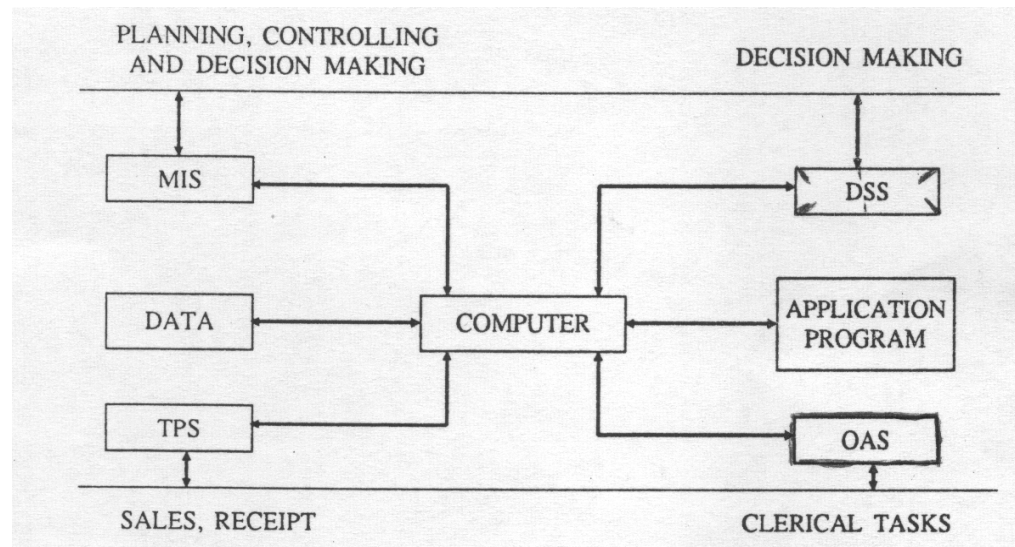 PLANNING, CONTROLLING
AND DECISION MAKING
DECISION MAKING
MIS
DSS
DATA
COMPUTER
APPLICATION
PROGRAM
TPS
OAS
SALES, RECEIPT
CLERICAL TASKS